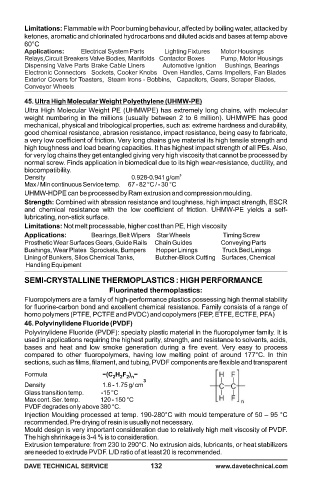 Limitations: Flammable with Poor burning behaviour, affected by boiling water, attacked by
ketones, aromatic and chlorinated hydrocarbons and diluted acids and bases at temp above
60°C
Applications: Electrical System Parts Lighting Fixtures Motor Housings
Relays,Circuit Breakers Valve Bodies, Manifolds Contactor Boxes Pump, Motor Housings
Dispensing Valve Parts Brake Cable Liners Automotive Ignition Bushings, Bearings
Electronic Connectors Sockets, Cooker Knobs Oven Handles, Cams Impellers, Fan Blades
Exterior Covers for Toasters, Steam Irons - Bobbins, Capacitors, Gears, Scraper Blades,
Conveyor Wheels
45. Ultra High Molecular Weight Polyethylene (UHMW-PE)
Ultra High Molecular Weight PE (UHMWPE) has extremely long chains, with molecular
weight numbering in the millions (usually between 2 to 6 million). UHMWPE has good
mechanical, physical and tribological properties, such as extreme hardness and durability,
good chemical resistance, abrasion resistance, impact resistance, being easy to fabricate,
a very low coefficient of friction. Very long chains give material its high tensile strength and
high toughness and load bearing capacities. It has highest impact strength of all PEs. Also,
for very long chains they get entangled giving very high viscosity that cannot be processed by
normal screw. Finds application in biomedical due to its high wear-resistance, ductility, and
biocompatibility.
Density 0.928-0.941 g/cm³
Max / Min continuous Service temp. 67 - 82 °C / - 30 °C
UHMW-HDPE can be processed by Ram extrusion and compression moulding.
Strength: Combined with abrasion resistance and toughness, high impact strength, ESCR
and chemical resistance with the low coefficient of friction. UHMW-PE yields a self-
lubricating, non-stick surface.
Limitations: Not melt processable, higher cost than PE, High viscosity
Applications: Bearings, Belt Wipers Star Wheels Timing Screw
Prosthetic Wear Surfaces Gears, Guide Rails Chain Guides Conveying Parts
Bushings, Wear Plates Sprockets, Bumpers Hopper Linings Truck Bed Linings
Lining of Bunkers, Silos Chemical Tanks, Butcher-Block Cutting Surfaces, Chemical
Handling Equipment
SEMI-CRYSTALLINE THERMOPLASTICS : HIGH PERFORMANCE
Fluorinated thermoplastics:
Fluoropolymers are a family of high-performance plastics possessing high thermal stability
for fluorine-carbon bond and excellent chemical resistance. Family consists of a range of
homo polymers (PTFE, PCTFE and PVDC) and copolymers (FEP, ETFE, ECTFE, PFA)
46. Polyvinylidene Fluoride (PVDF)
Polyvinylidene Fluoride (PVDF): specialty plastic material in the fluoropolymer family. It is
used in applications requiring the highest purity, strength, and resistance to solvents, acids,
bases and heat and low smoke generation during a fire event. Very easy to process
compared to other fluoropolymers, having low melting point of around 177°C. In thin
sections, such as films, filament, and tubing, PVDF components are flexible and transparent
Formula –(C₂H₂F₂)ₙ– H F
Density 1.6 - 1.75 g/ cm³ C – C
Glass transition temp. -15 °C
Max cont. Ser. temp. 120 - 150 °C H F n
PVDF degrades only above 380 °C.
Injection Moulding processed at temp. 190-280°C with mould temperature of 50 – 95 °C
recommended. Pre drying of resin is usually not necessary.
Mould design is very important consideration due to relatively high melt viscosity of PVDF.
The high shrinkage is 3-4 % is to consideration.
Extrusion temperature: from 230 to 290°C. No extrusion aids, lubricants, or heat stabilizers
are needed to extrude PVDF. L/D ratio of at least 20 is recommended.
DAVE TECHNICAL SERVICE 132 www.davetechnical.com